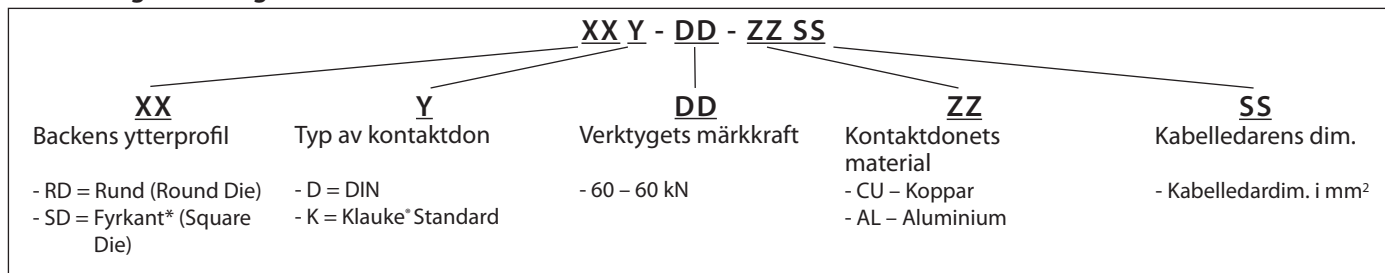 XX Y - DD - ZZ SS
XX
Backens ytterprofil
- RD = Rund (Round Die)
- SD = Fyrkant* (Square
Die)
Y
Typ av kontaktdon
- D = DIN
- K = Klauke® Standard
DD
Verktygets märkkraft
- 60 – 60 kN
ZZ
Kontaktdonets
material
- CU – Koppar
- AL – Aluminium
SS
Kabelledarens dim.
- Kabelledardim. i mm²